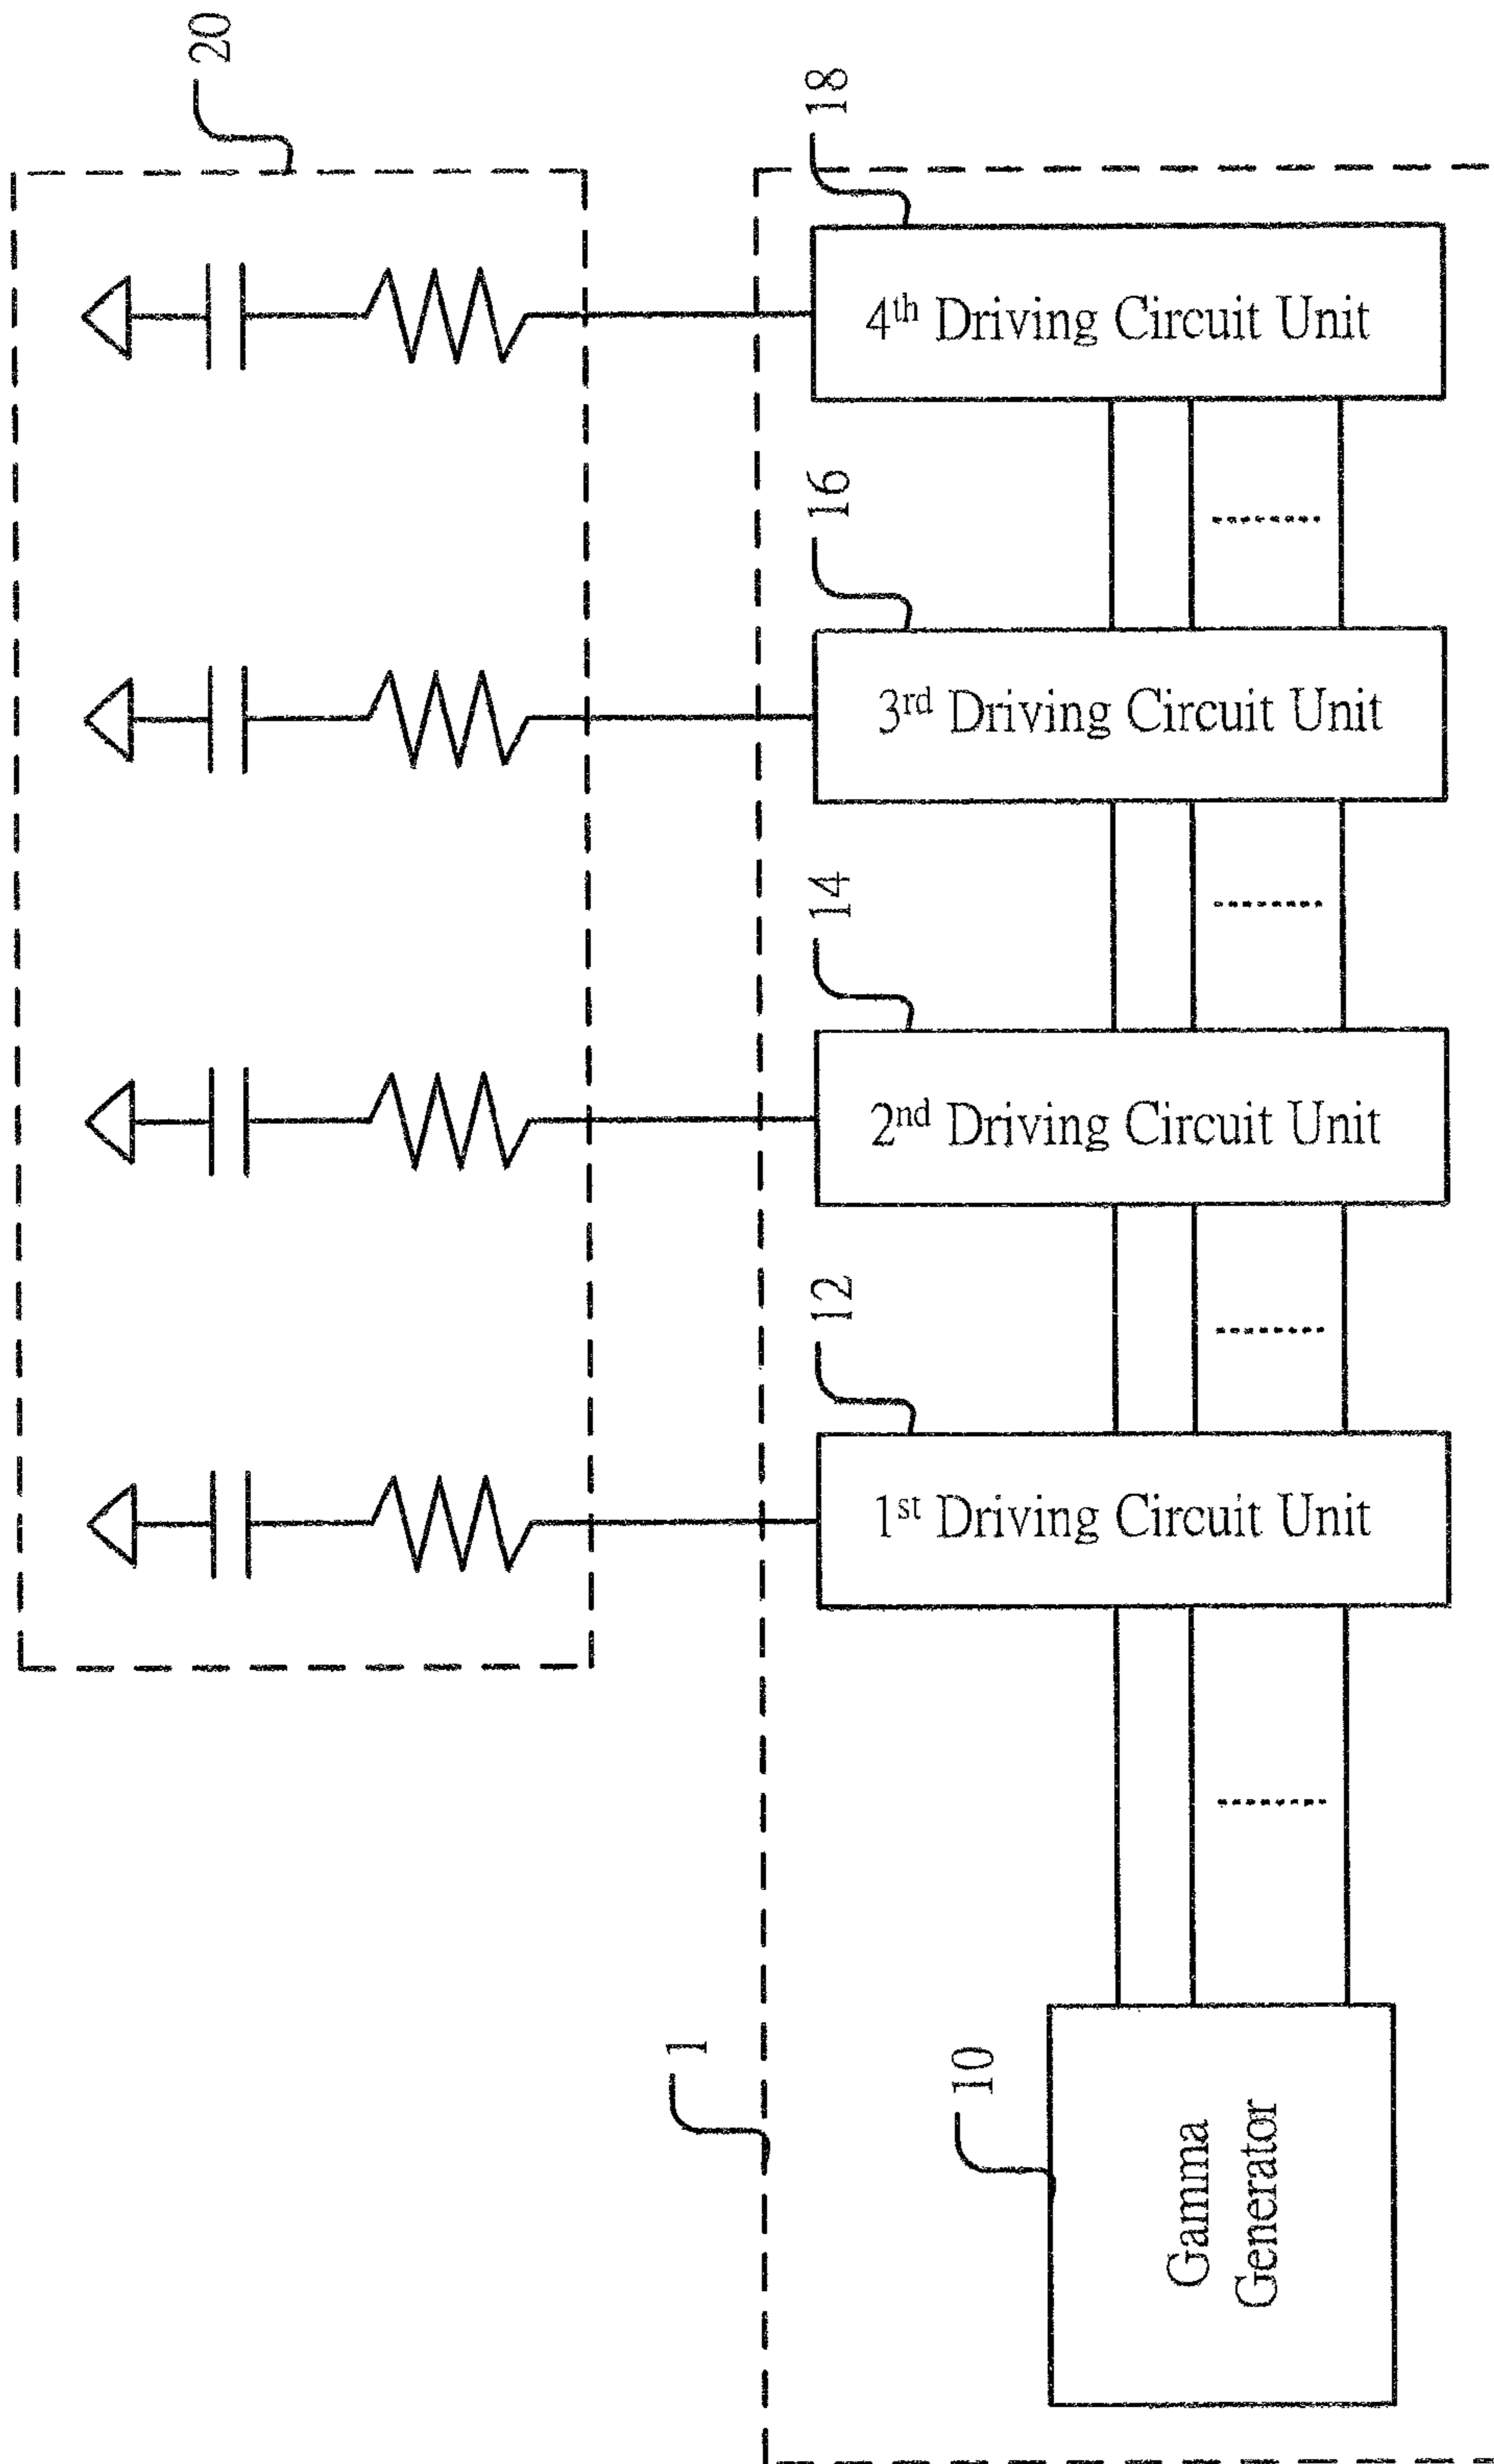 20
18
4th Driving Circuit Unit
16
3rd Driving Circuit Unit
14
2nd Driving Circuit Unit
12
1st Driving Circuit Unit
1
10
Gamma
Generator